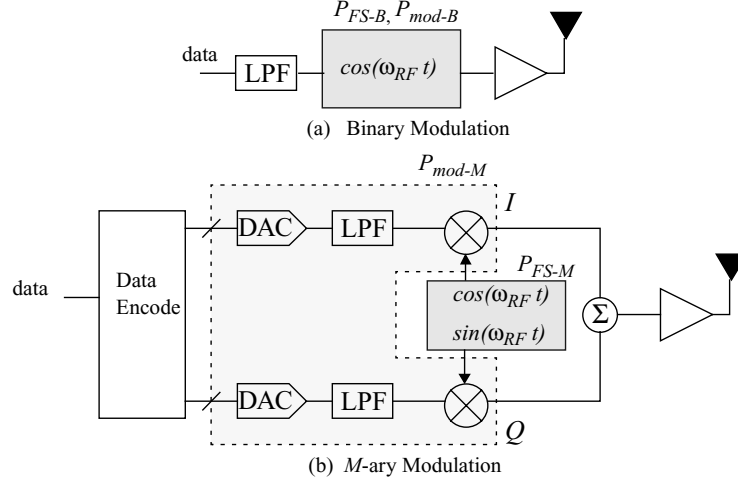 P_FS-B, P_mod-B
data
LPF
cos(ω_RF t)
(a) Binary Modulation
P_mod-M
I
DAC
LPF
P_FS-M
data
Data
Encode
cos(ω_RF t)
sin(ω_RF t)
Σ
DAC
LPF
Q
(b) M-ary Modulation